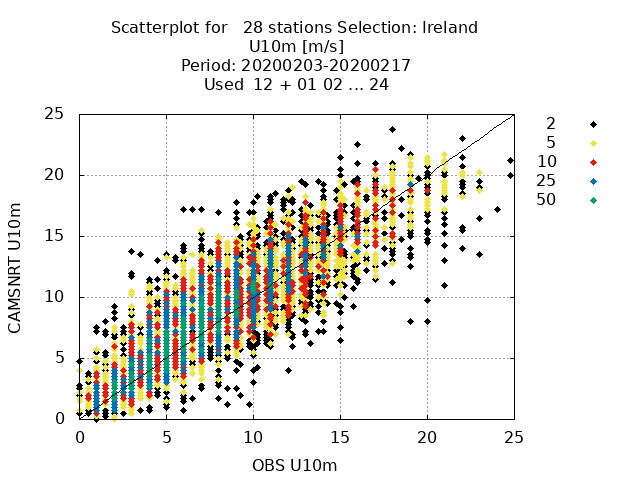 Scatterplot for 28 stations Selection: Ireland
U10m [m/s]
Period: 20200203-20200217
Used 12 + 01 02 ... 24
25
20
15
10
5
0
CAMSNRT U10m
0 5 10 15 20 25
OBS U10m
2
5
10
25
50